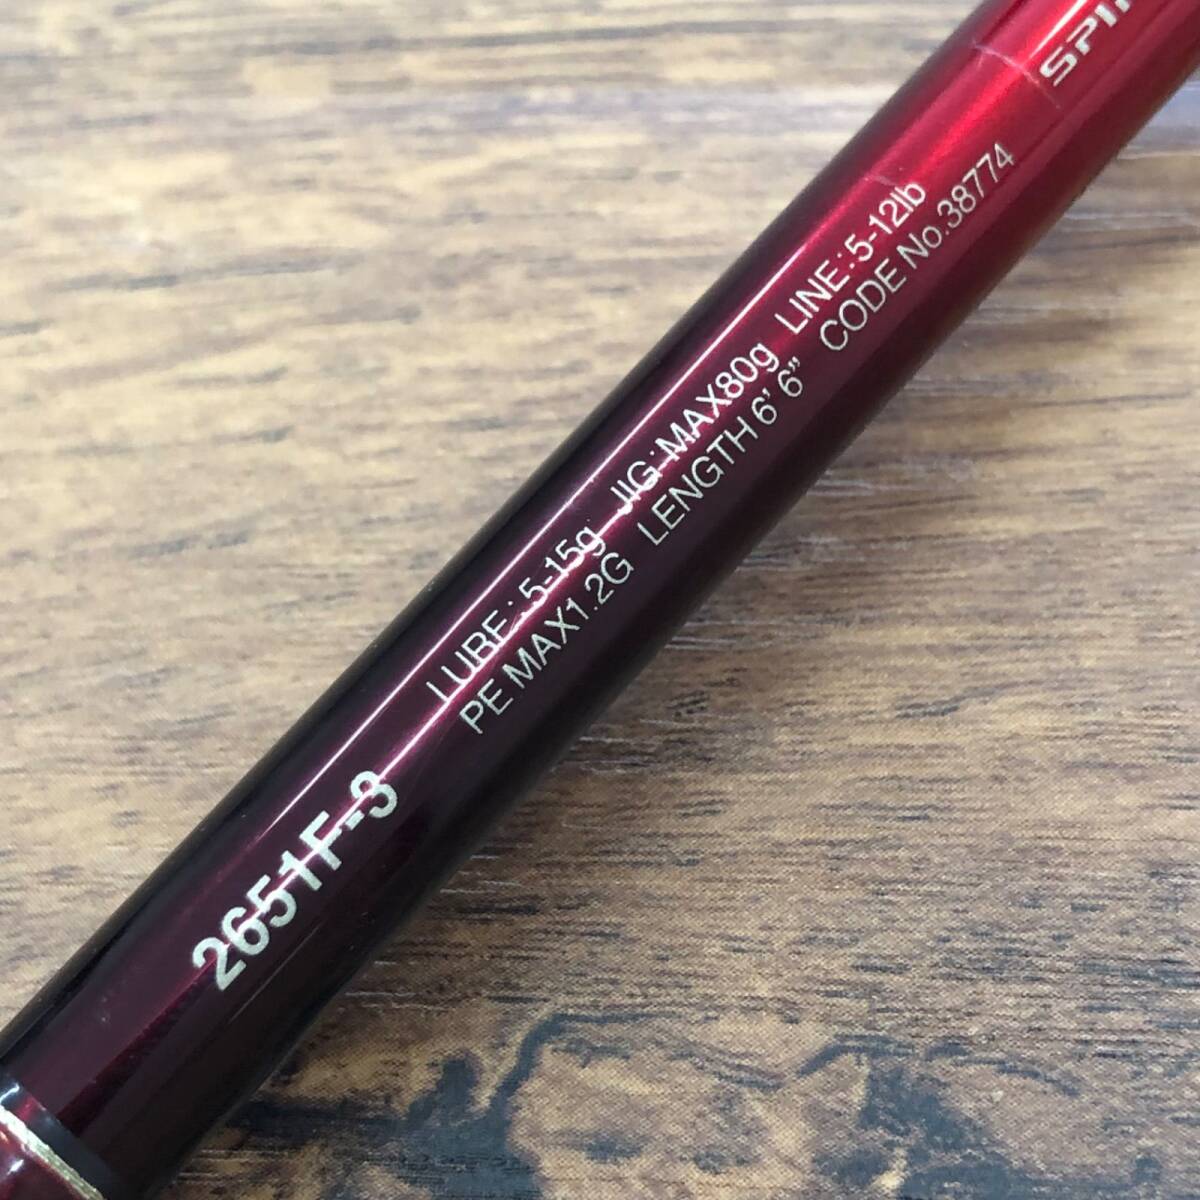 2651F-3
LURE: 5-15g JIG: MAX80g LINE: 5-12lb
PE MAX1.2G LENGTH 6' 6" CODE No.38774